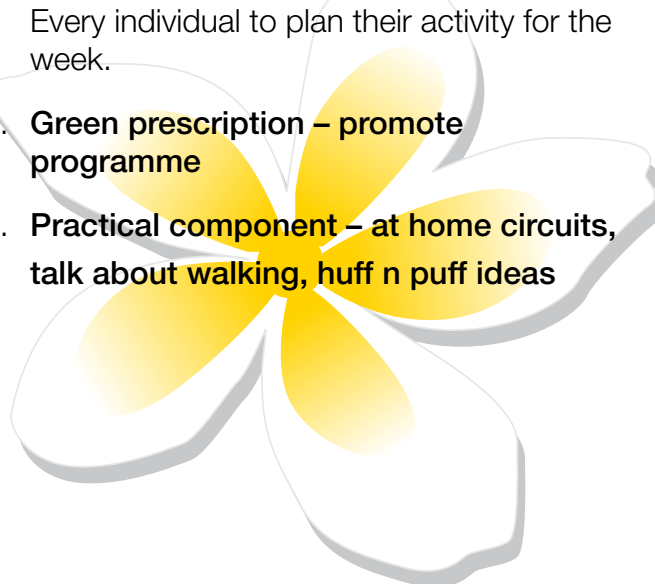 Every individual to plan their activity for the
week.
. Green prescription – promote
programme
. Practical component – at home circuits,
talk about walking, huff n puff ideas